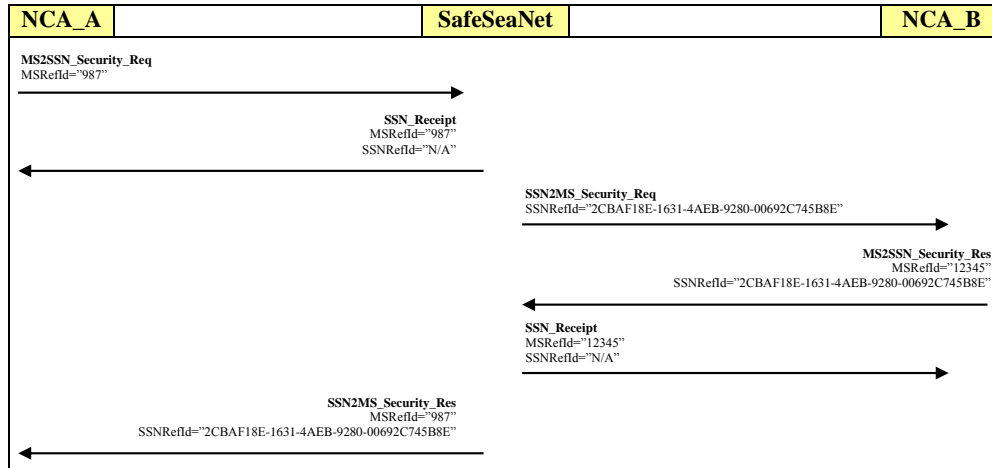 NCA_A SafeSeaNet NCA_B
MS2SSN_Security_Req
MSRefId="987”
SSN_Receipt
MSRefId="987”
SSNRefId=”N/A”
SSN2MS_Security_Req
SSNRefId=”2CBAF18E-1631-4AEB-9280-00692C745B8E”
MS2SSN_Security_Res
MSRefId=”12345”
SSNRefId=”2CBAF18E-1631-4AEB-9280-00692C745B8E”
SSN_Receipt
MSRefId=”12345”
SSNRefId=”N/A”
SSN2MS_Security_Res
MSRefId=”987”
SSNRefId=”2CBAF18E-1631-4AEB-9280-00692C745B8E”